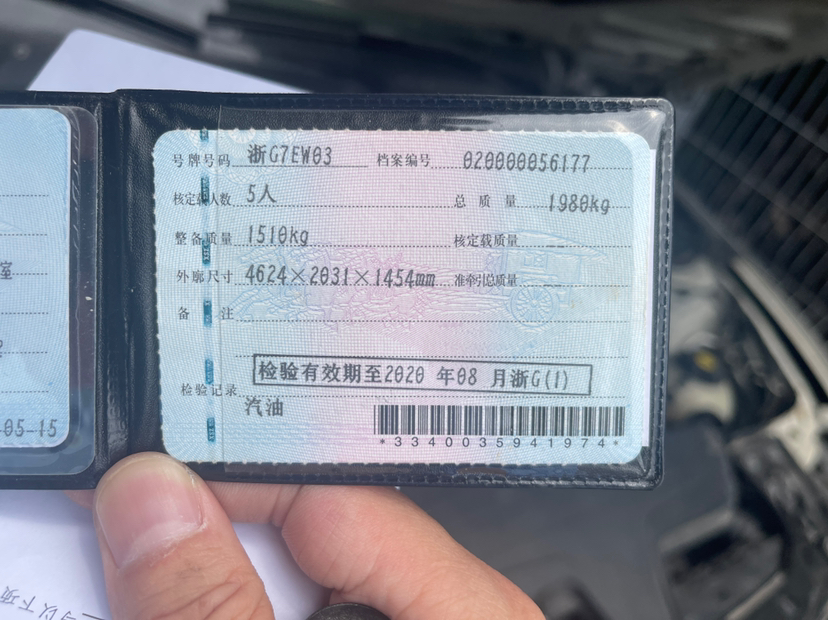 号牌号码 浙G7EW03 档案编号 020000056177
核定载人数 5人 总质量 1980kg
整备质量 1510kg 核定载质量
外廓尺寸 4624×2031×1454mm 准牵引总质量
备注
检验记录 检验有效期至2020年08月浙G(1)
汽油
*3340035941974*
05-15
以下项